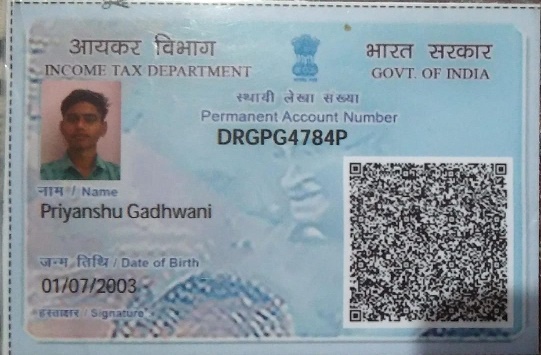 आयकर विभाग
INCOME TAX DEPARTMENT
भारत सरकार
GOVT. OF INDIA
स्थायी लेखा संख्या
Permanent Account Number
DRGPG4784P
नाम / Name
Priyanshu Gadhwani
जन्म तिथि / Date of Birth
01/07/2003
हस्ताक्षर / Signature